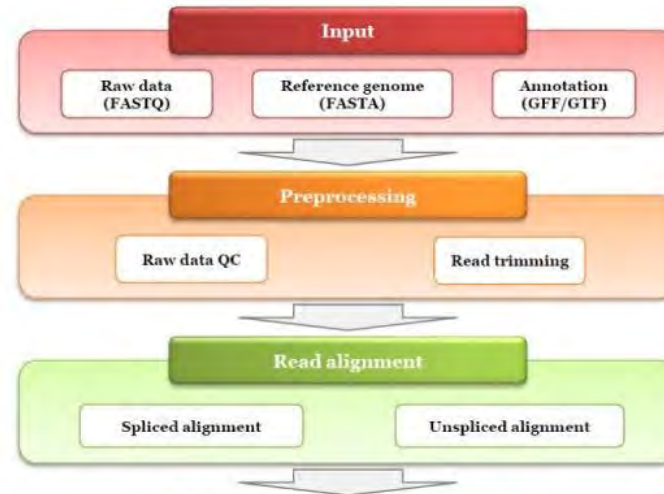 Input
Raw data Reference genome Annotation
(FASTQ) (FASTA) (GFF/GTF)
Preprocessing
Raw data QC Read trimming
Read alignment
Spliced alignment Unspliced alignment